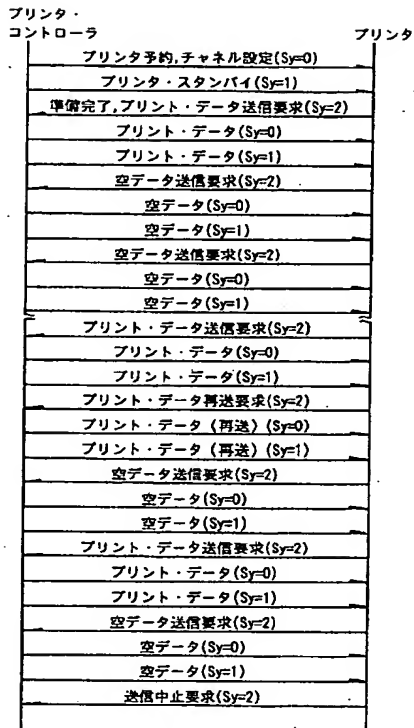 プリンタ・
コントローラ
プリンタ
プリンタ予約,チャネル設定(Sy=0)
プリンタ・スタンバイ(Sy=1)
準備完了,プリント・データ送信要求(Sy=2)
プリント・データ(Sy=0)
プリント・データ(Sy=1)
空データ送信要求(Sy=2)
空データ(Sy=0)
空データ(Sy=1)
空データ送信要求(Sy=2)
空データ(Sy=0)
空データ(Sy=1)
プリント・データ送信要求(Sy=2)
プリント・データ(Sy=0)
プリント・データ(Sy=1)
プリント・データ再送要求(Sy=2)
プリント・データ（再送）(Sy=0)
プリント・データ（再送）(Sy=1)
空データ送信要求(Sy=2)
空データ(Sy=0)
空データ(Sy=1)
プリント・データ送信要求(Sy=2)
プリント・データ(Sy=0)
プリント・データ(Sy=1)
空データ送信要求(Sy=2)
空データ(Sy=0)
空データ(Sy=1)
送信中止要求(Sy=2)